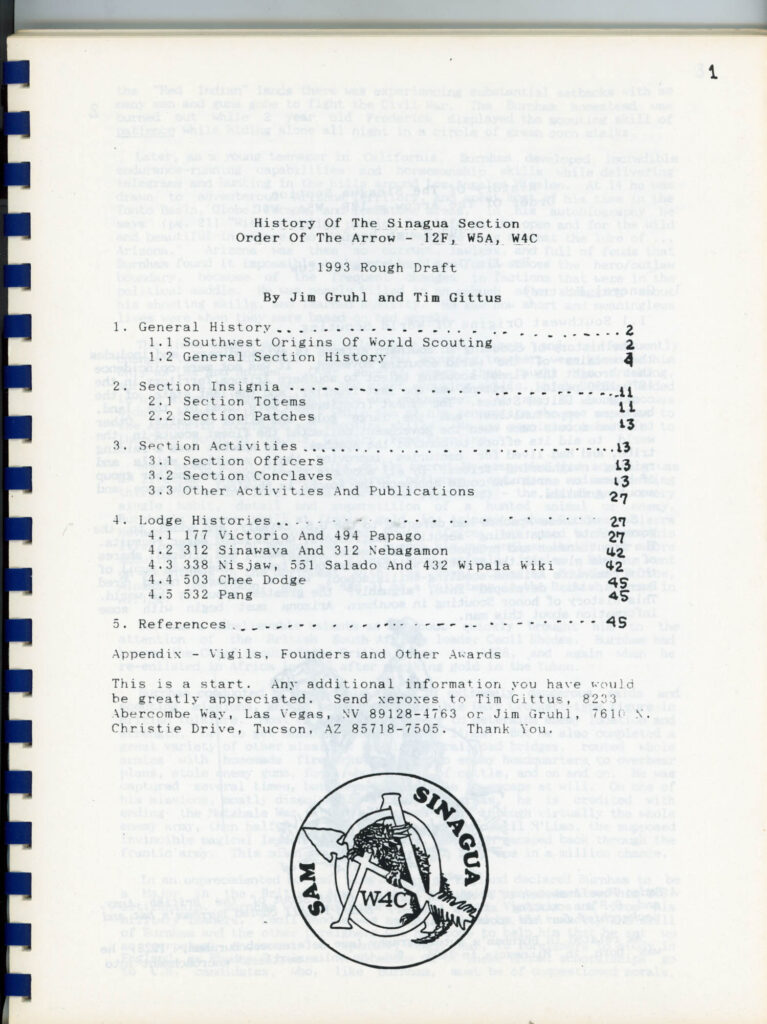 1
History Of The Sinagua Section
Order Of The Arrow - 12F, W5A, W4C
1993 Rough Draft
By Jim Gruhl and Tim Gittus
1. General History 2
1.1 Southwest Origins Of World Scouting 2
1.2 General Section History 4
2. Section Insignia 11
2.1 Section Totems 11
2.2 Section Patches 13
3. Section Activities 13
3.1 Section Officers 13
3.2 Section Conclaves 13
3.3 Other Activities And Publications 27
4. Lodge Histories 27
4.1 177 Victorio And 494 Papago 27
4.2 312 Sinawava And 312 Nebagamon 42
4.3 338 Nisjaw, 551 Salado And 432 Wipala Wiki 42
4.4 503 Chee Dodge 45
4.5 532 Pang 45
5. References 45
Appendix - Vigils, Founders and Other Awards
This is a start. Any additional information you have would
be greatly appreciated. Send xeroxes to Tim Gittus, 8233
Abercombe Way, Las Vegas, NV 89128-4763 or Jim Gruhl, 7610 N.
Christie Drive, Tucson, AZ 85718-7505. Thank You.
SAM SINAGUA
W4C